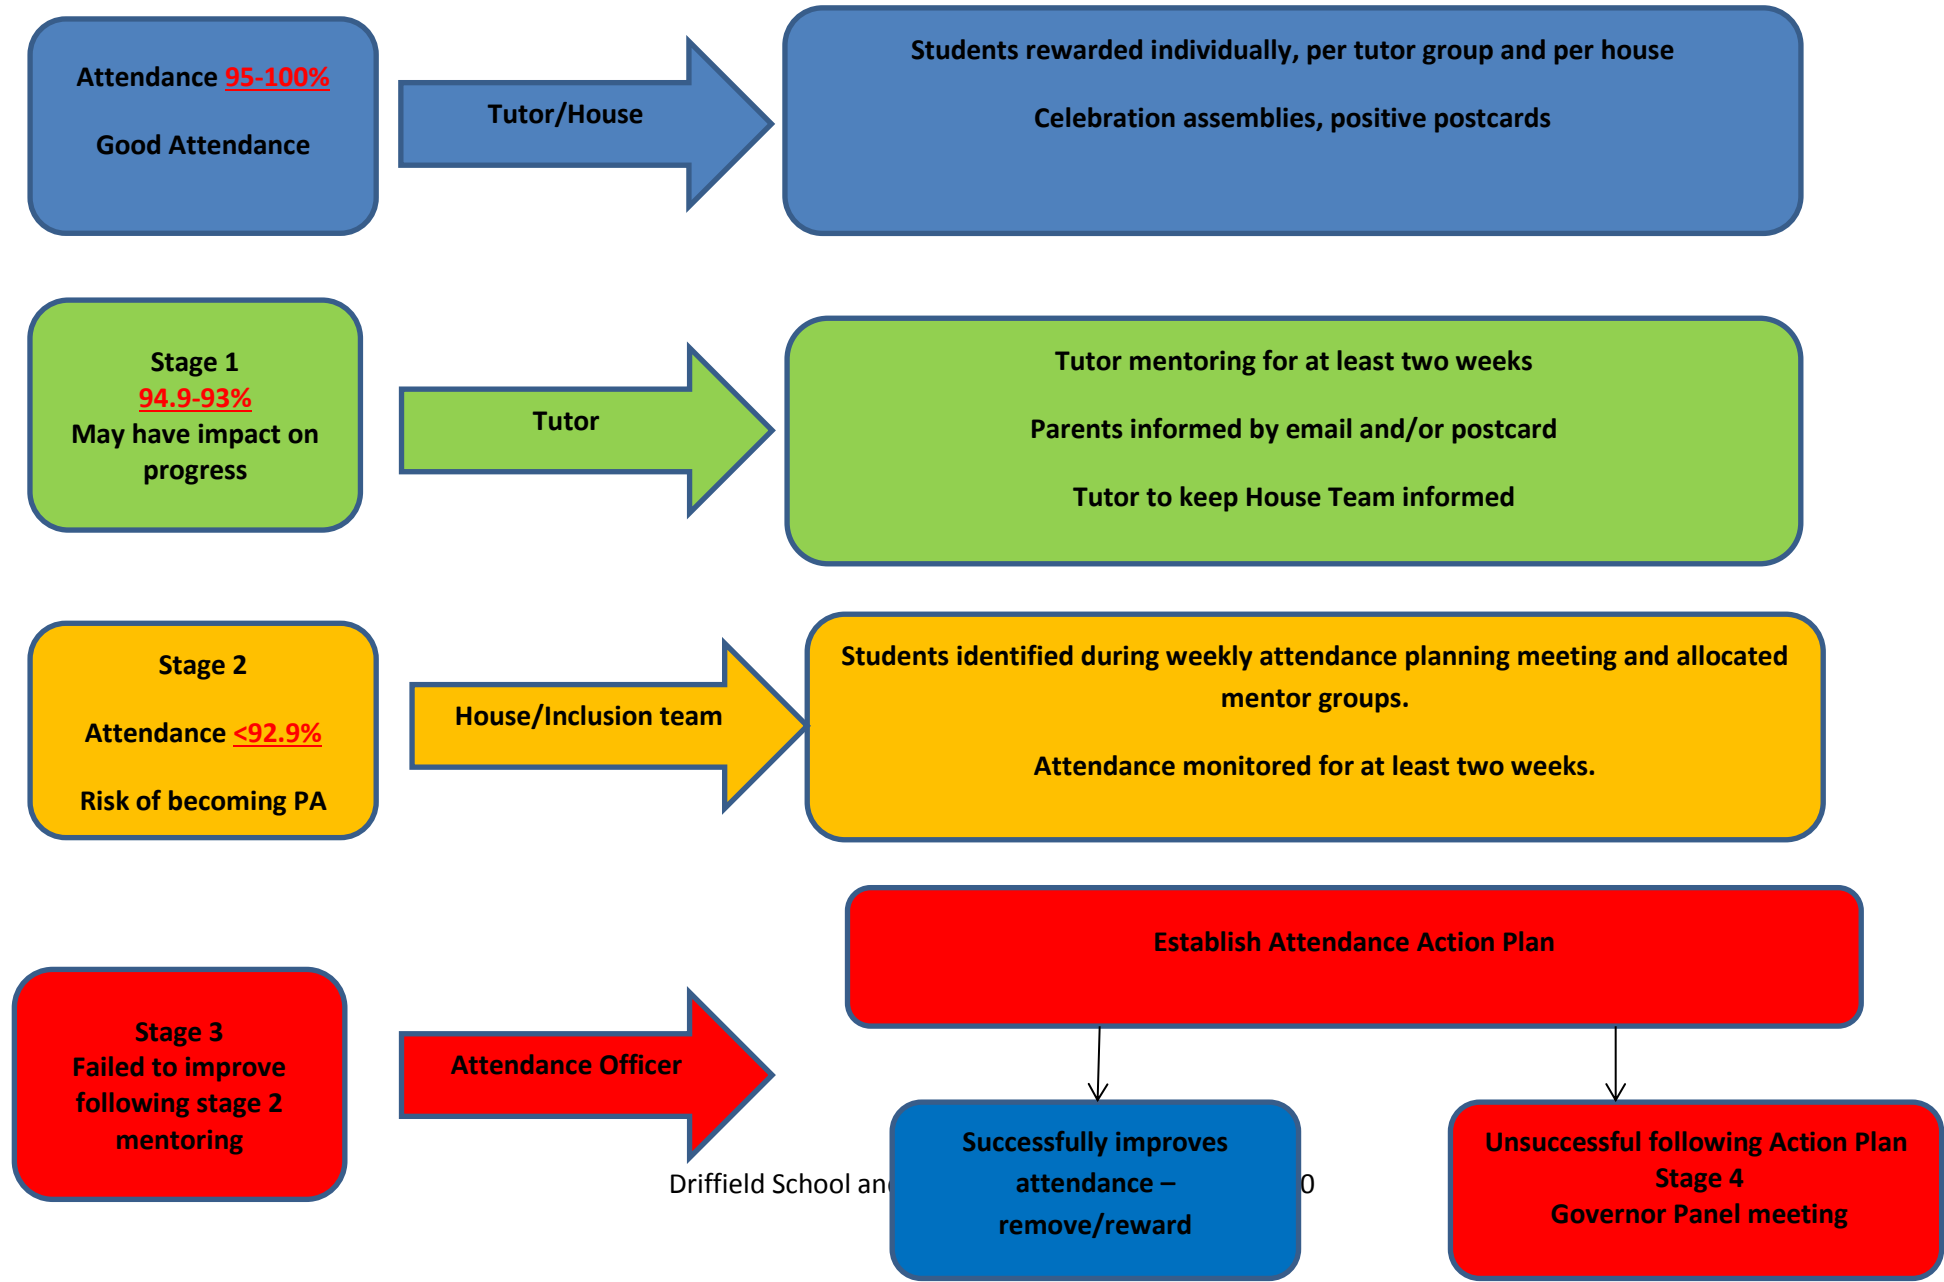 Attendance 95-100%
Good Attendance
Tutor/House
Students rewarded individually, per tutor group and per house
Celebration assemblies, positive postcards
Stage 1
94.9-93%
May have impact on
progress
Tutor
Tutor mentoring for at least two weeks
Parents informed by email and/or postcard
Tutor to keep House Team informed
Stage 2
Attendance <92.9%
Risk of becoming PA
House/Inclusion team
Students identified during weekly attendance planning meeting and allocated
mentor groups.
Attendance monitored for at least two weeks.
Stage 3
Failed to improve
following stage 2
mentoring
Attendance Officer
Establish Attendance Action Plan
Successfully improves
attendance –
remove/reward
Unsuccessful following Action Plan
Stage 4
Governor Panel meeting
Driffield School 0